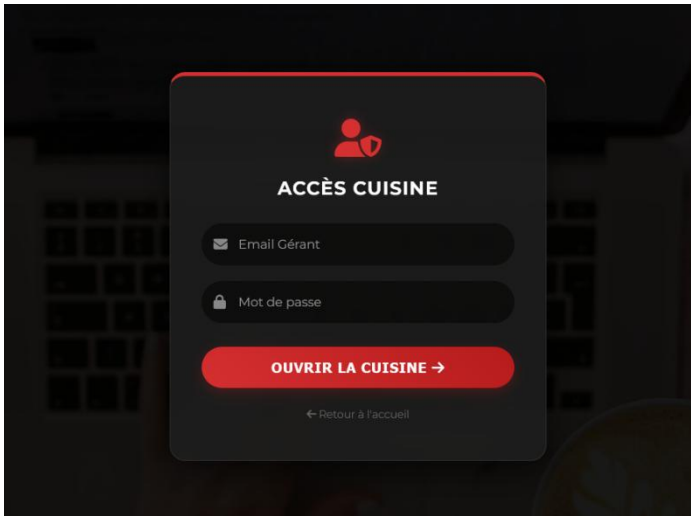 ACCÈS CUISINE
Email Gérant
Mot de passe
OUVRIR LA CUISINE →
← Retour à l'accueil